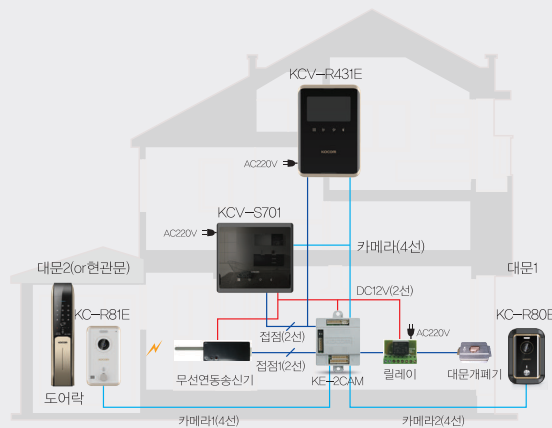 KCV-R431E
AC220V
KCV-S701
AC220V
카메라(4선)
대문2(or현관문)
대문1
KC-R81E
DC12V(2선)
KC-R80E
AC220V
접점(2선)
접점1(2선)
무선연동송신기
KE-2CAM
릴레이
대문개폐기
도어락
카메라1(4선)
카메라2(4선)